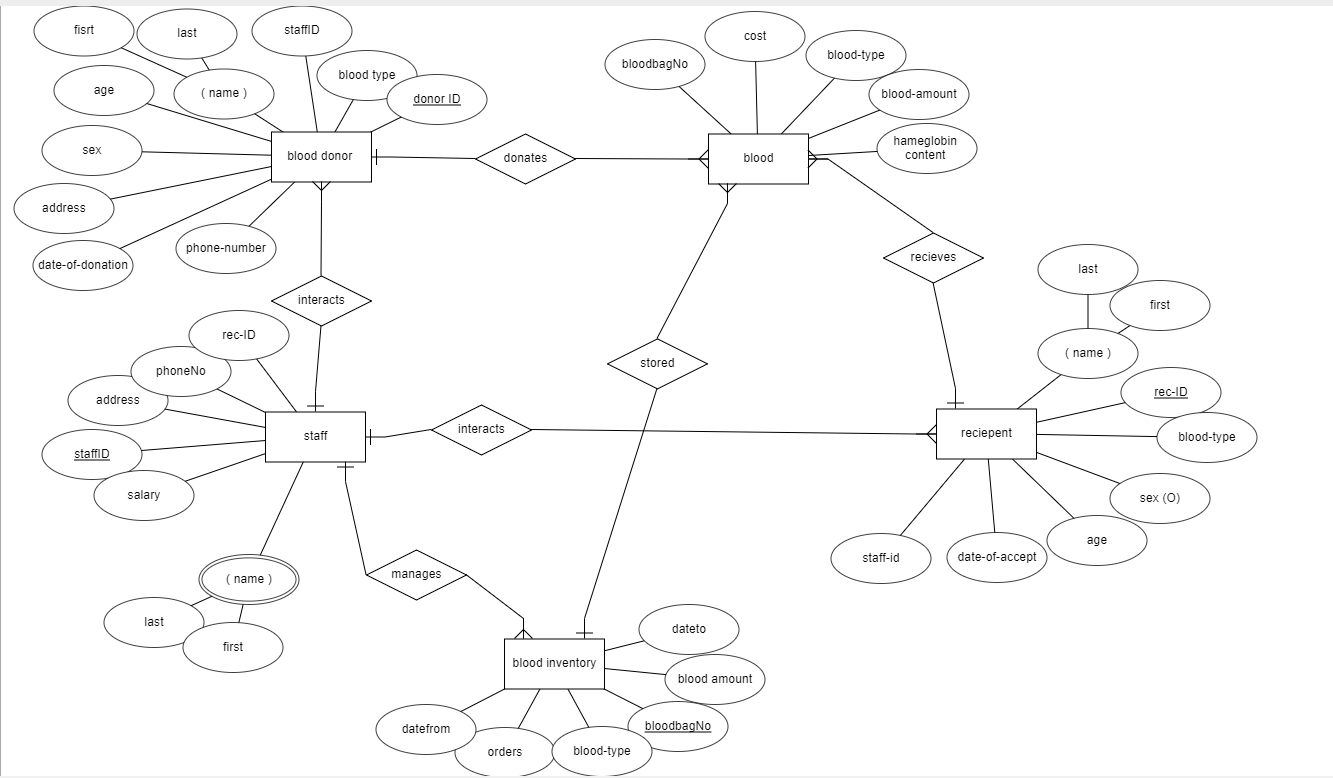 fisrt
last
staffID
cost
blood-type
bloodbagNo
blood type
age
( name )
donor ID
blood-amount
hameglobin
content
sex
blood donor
donates
blood
address
phone-number
date-of-donation
recieves
last
interacts
first
rec-ID
( name )
stored
phoneNo
address
rec-ID
staff
interacts
reciepent
blood-type
staffID
salary
sex (O)
age
staff-id
date-of-accept
( name )
manages
last
first
dateto
blood inventory
blood amount
datefrom
bloodbagNo
orders
blood-type